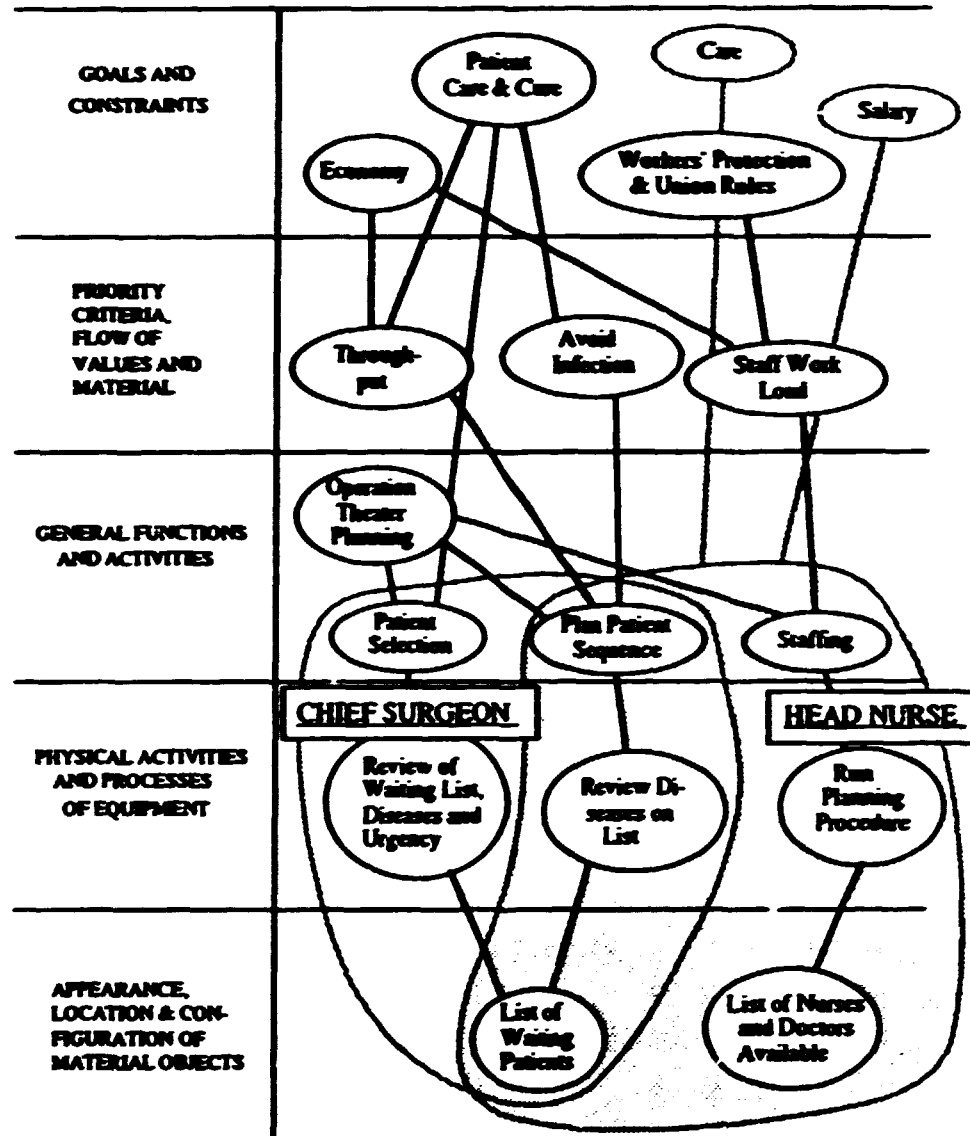 GOALS AND
CONSTRAINTS
Patient
Care & Cure
Care
Salary
Economy
Workers' Protection
& Union Rules
PRIORITY
CRITERIA,
FLOW OF
VALUES AND
MATERIAL
Through-
put
Avoid
Infection
Staff Work
Load
GENERAL FUNCTIONS
AND ACTIVITIES
Operation
Theater
Planning
Patient
Selection
Plan Patient
Sequence
Staffing
CHIEF SURGEON
HEAD NURSE
PHYSICAL ACTIVITIES
AND PROCESSES
OF EQUIPMENT
Review of
Waiting List,
Diseases and
Urgency
Review Di-
seases on
List
Run
Planning
Procedure
APPEARANCE,
LOCATION & CON-
FIGURATION OF
MATERIAL OBJECTS
List of
Waiting
Patients
List of Nurses
and Doctors
Available